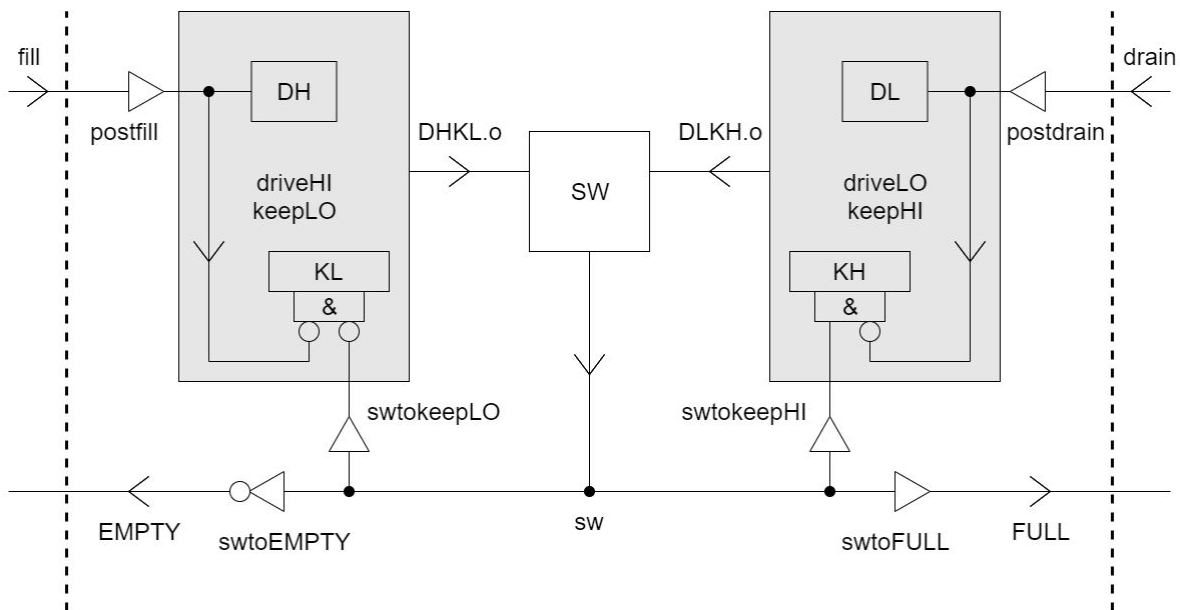 fill
drain
DH
DL
postfill
DHKL.o
DLKH.o
postdrain
driveHI
keepLO
SW
driveLO
keepHI
KL
&
KH
&
swtokeepLO
swtokeepHI
EMPTY
swtoEMPTY
sw
swtoFULL
FULL